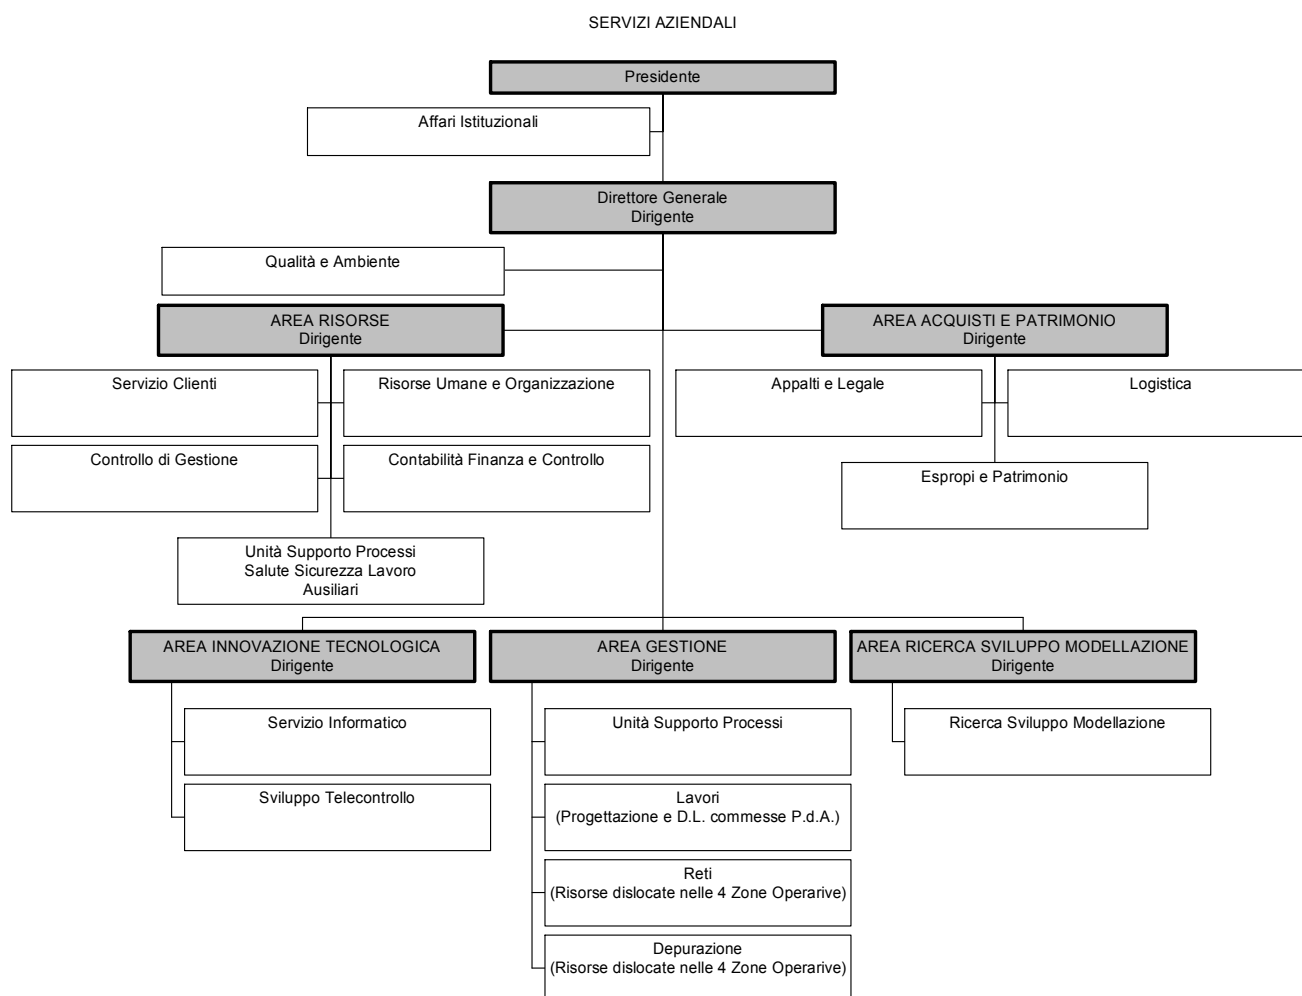 SERVIZI AZIENDALI
Presidente
Affari Istituzionali
Direttore Generale
Dirigente
Qualità e Ambiente
AREA RISORSE
Dirigente
AREA ACQUISTI E PATRIMONIO
Dirigente
Servizio Clienti
Risorse Umane e Organizzazione
Appalti e Legale
Logistica
Controllo di Gestione
Contabilità Finanza e Controllo
Espropi e Patrimonio
Unità Supporto Processi
Salute Sicurezza Lavoro
Ausiliari
AREA INNOVAZIONE TECNOLOGICA
Dirigente
AREA GESTIONE
Dirigente
AREA RICERCA SVILUPPO MODELLAZIONE
Dirigente
Servizio Informatico
Unità Supporto Processi
Ricerca Sviluppo Modellazione
Sviluppo Telecontrollo
Lavori
(Progettazione e D.L. commesse P.d.A.)
Reti
(Risorse dislocate nelle 4 Zone Operarive)
Depurazione
(Risorse dislocate nelle 4 Zone Operarive)